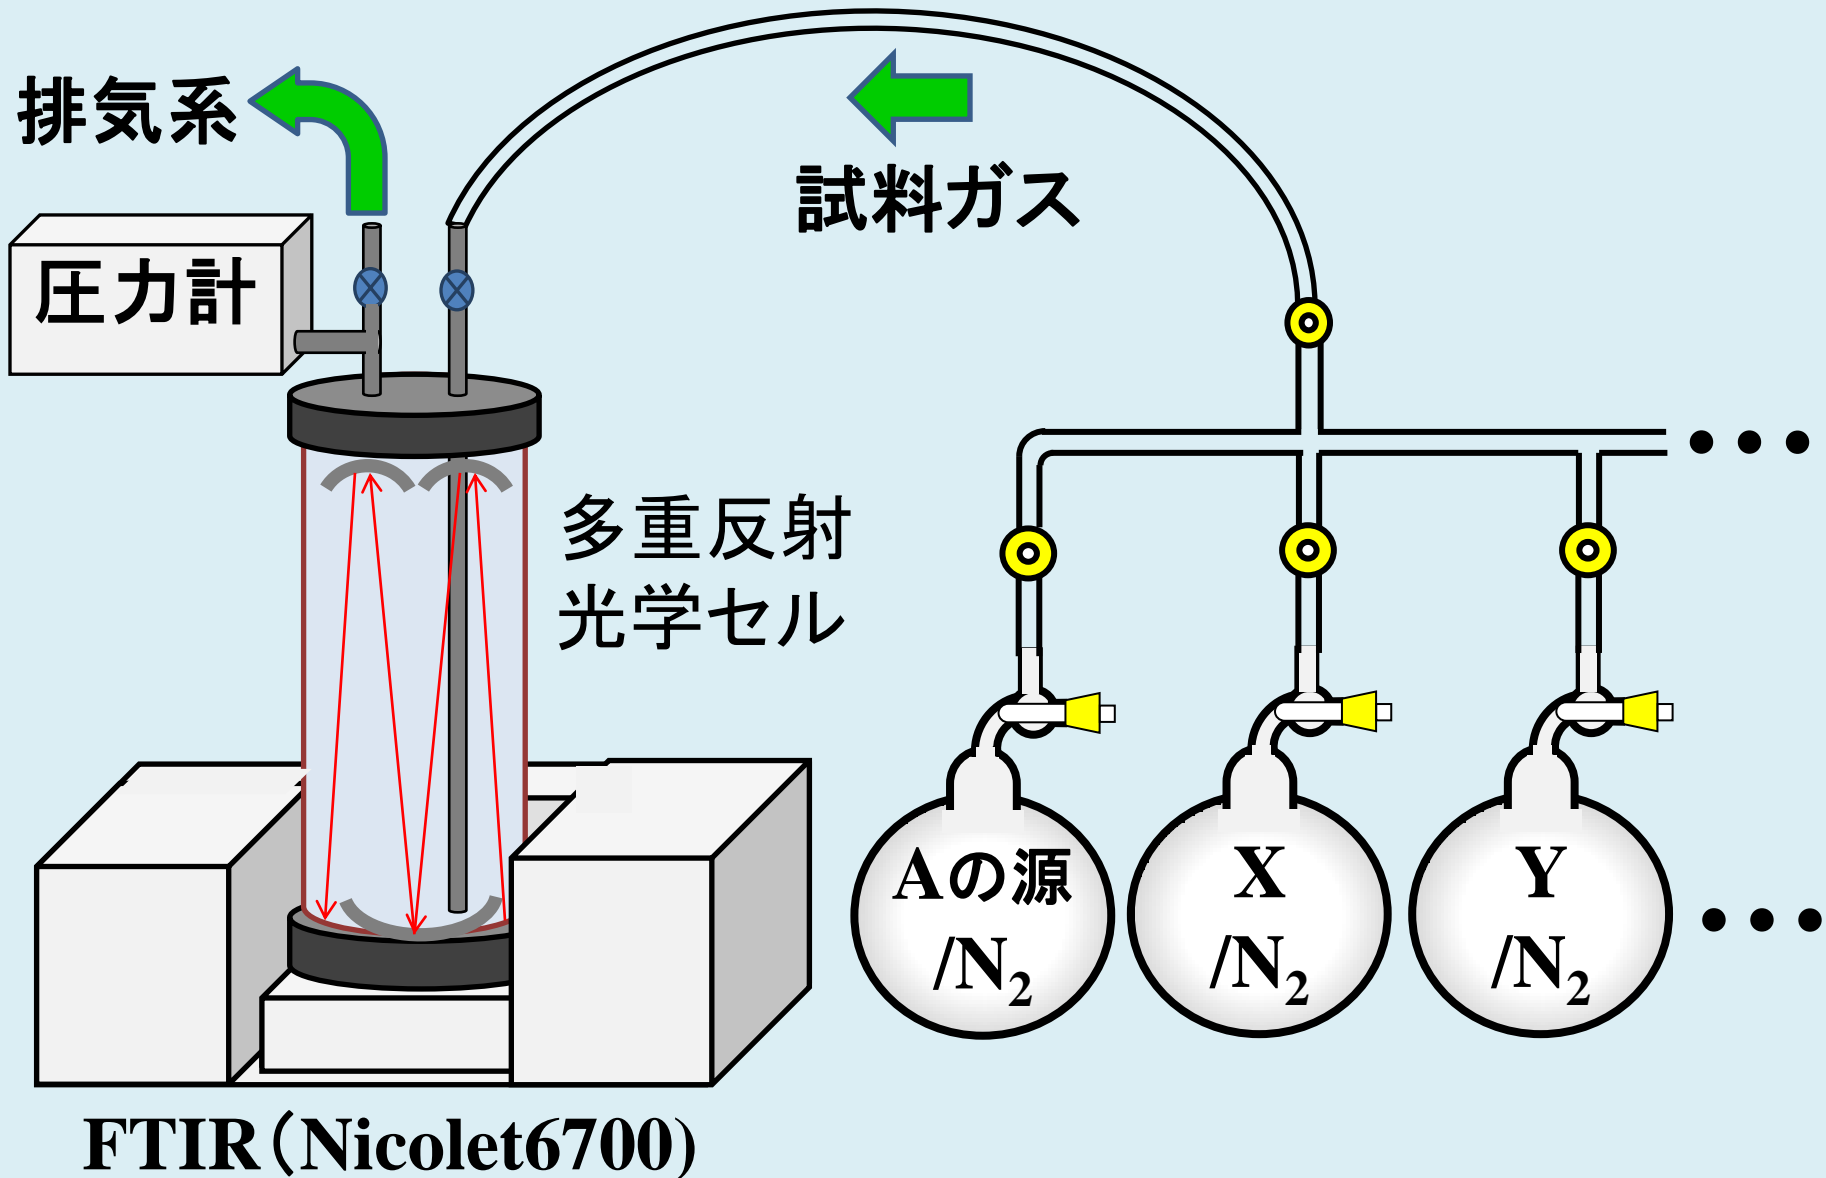 排気系
試料ガス
圧力計
多重反射
光学セル
Aの源
/N₂
X
/N₂
Y
/N₂
FTIR(Nicolet6700)